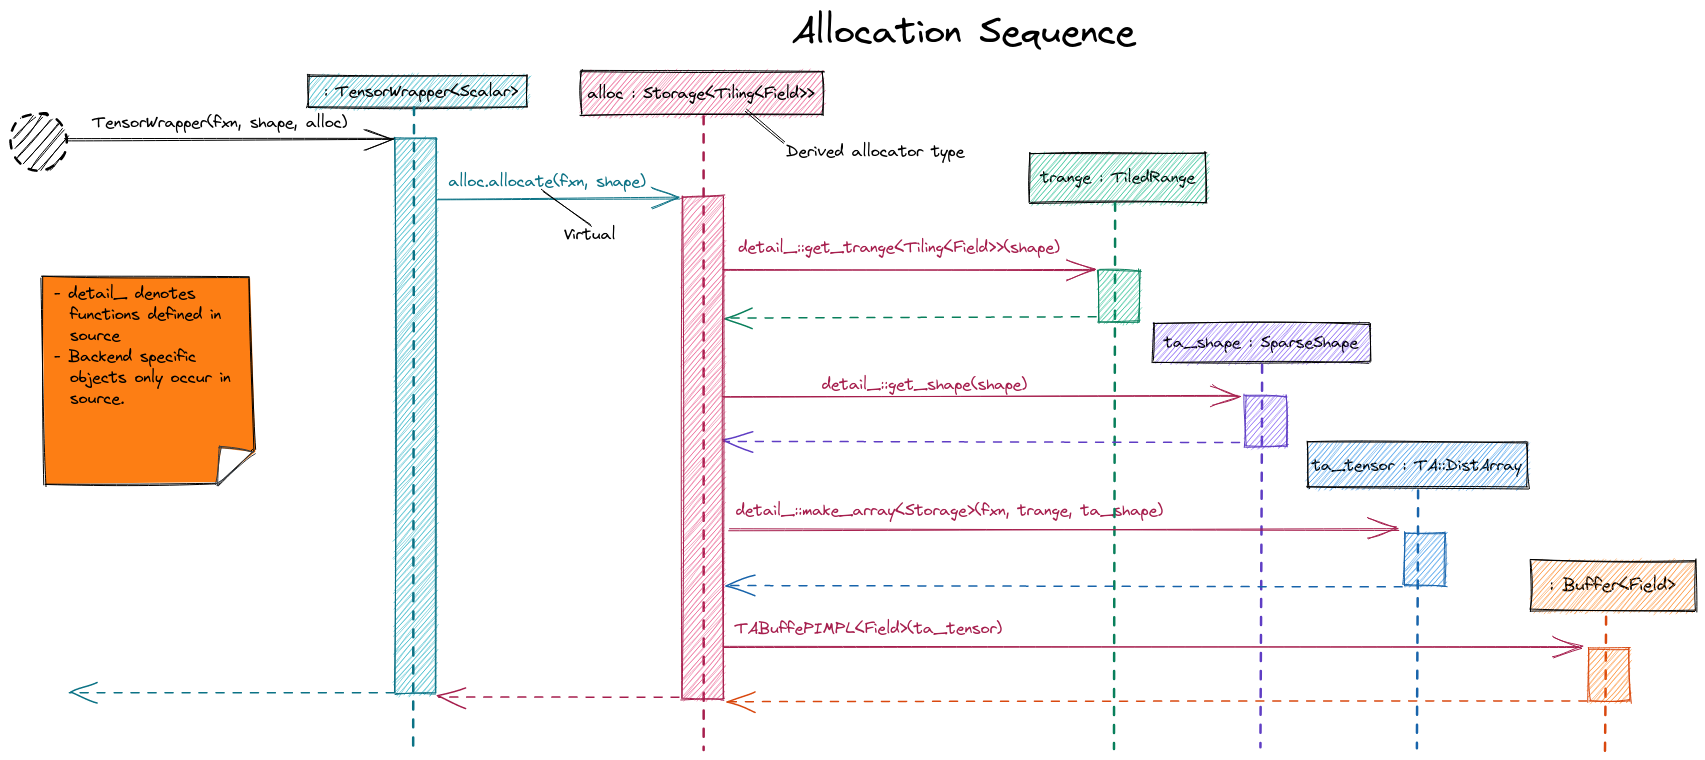 Allocation Sequence
: TensorWrapper<Scalar>
alloc : Storage<Tiling<Field>>
TensorWrapper(fxn, shape, alloc)
Derived allocator type
trange : TiledRange
alloc.allocate(fxn, shape)
Virtual
detail_::get_trange<Tiling<Field>>(shape)
- detail_ denotes
functions defined in
source
- Backend specific
objects only occur in
source.
ta_shape : SparseShape
detail_::get_shape(shape)
ta_tensor : TA::DistArray
detail_::make_array<Storage>(fxn, trange, ta_shape)
: Buffer<Field>
TABuffePIMPL<Field>(ta_tensor)